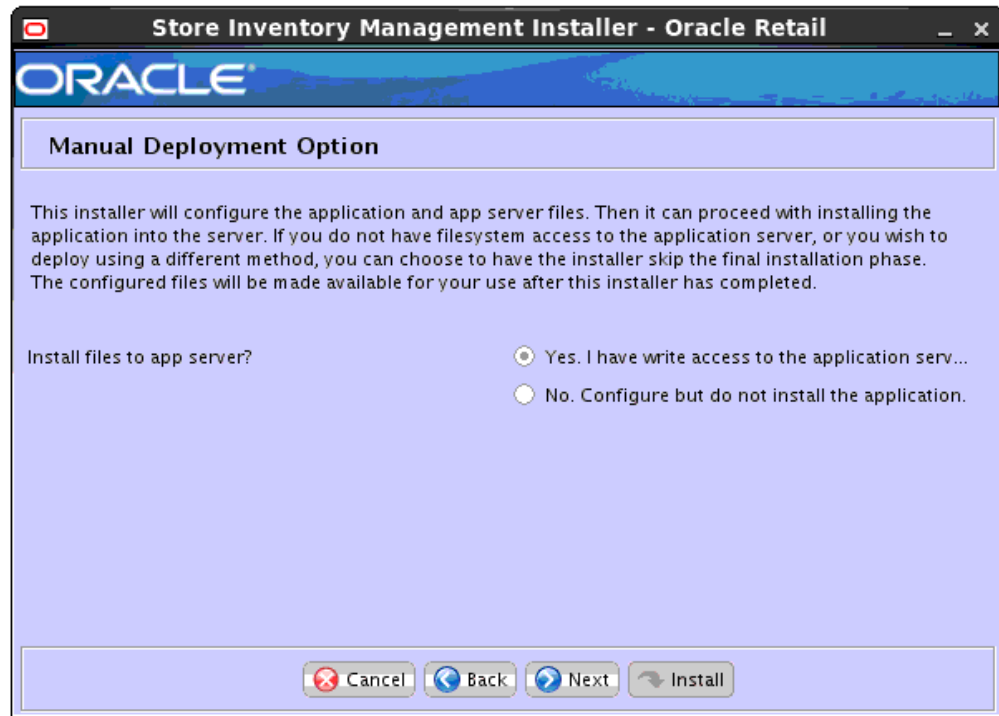 Store Inventory Management Installer - Oracle Retail
ORACLE
Manual Deployment Option
This installer will configure the application and app server files. Then it can proceed with installing the
application into the server. If you do not have filesystem access to the application server, or you wish to
deploy using a different method, you can choose to have the installer skip the final installation phase.
The configured files will be made available for your use after this installer has completed.
Install files to app server?
Yes. I have write access to the application serv...
No. Configure but do not install the application.
Cancel Back Next Install